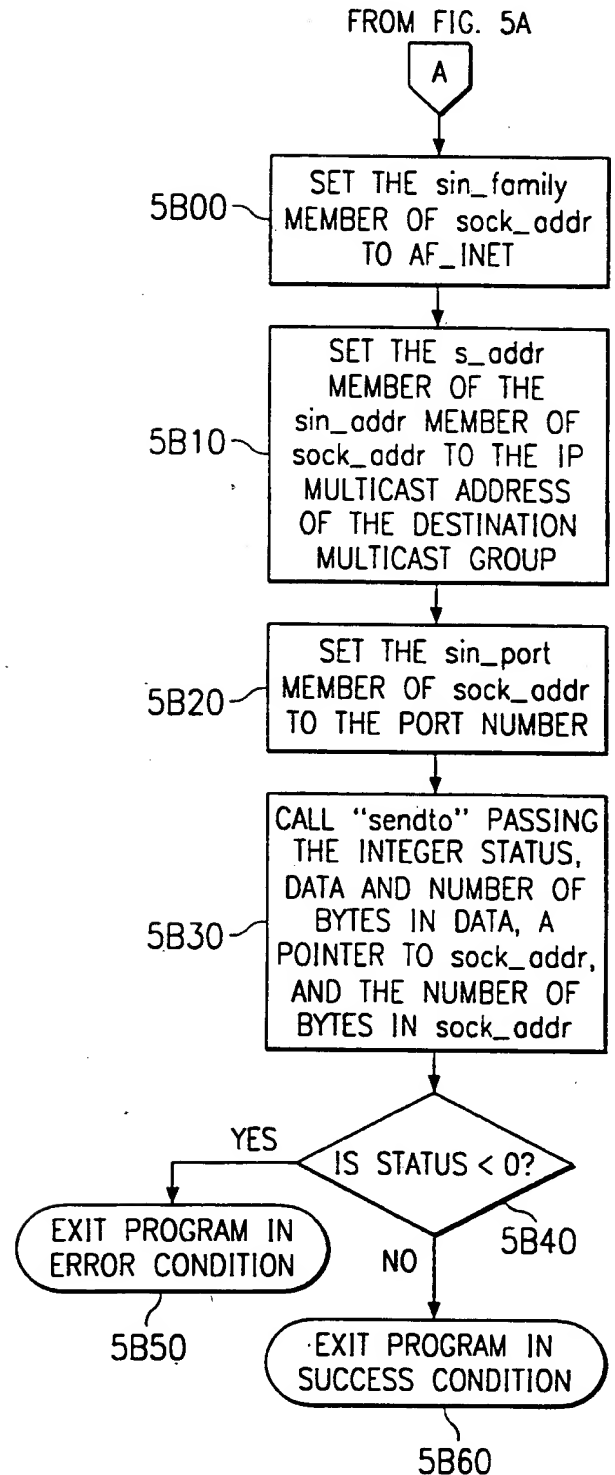 FROM FIG. 5A
A
5B00
SET THE sin_family
MEMBER OF sock_addr
TO AF_INET
5B10
SET THE s_addr
MEMBER OF THE
sin_addr MEMBER OF
sock_addr TO THE IP
MULTICAST ADDRESS
OF THE DESTINATION
MULTICAST GROUP
5B20
SET THE sin_port
MEMBER OF sock_addr
TO THE PORT NUMBER
5B30
CALL "sendto" PASSING
THE INTEGER STATUS,
DATA AND NUMBER OF
BYTES IN DATA, A
POINTER TO sock_addr,
AND THE NUMBER OF
BYTES IN sock_addr
YES
IS STATUS < 0?
5B40
NO
EXIT PROGRAM IN
ERROR CONDITION
5B50
EXIT PROGRAM IN
SUCCESS CONDITION
5B60